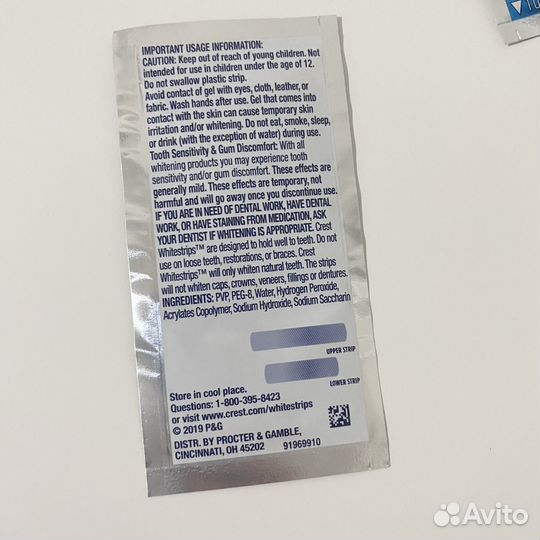 IMPORTANT USAGE INFORMATION:
CAUTION: Keep out of reach of young children. Not
intended for use in children under the age of 12.
Do not swallow plastic strip.
Avoid contact of gel with eyes, cloth, leather, or
fabric. Wash hands after use. Gel that comes into
contact with the skin can cause temporary skin
irritation and/or whitening. Do not eat, smoke, sleep,
or drink (with the exception of water) during use.
Tooth Sensitivity & Gum Discomfort: With all
whitening products you may experience tooth
sensitivity and/or gum discomfort. These effects are
generally mild. These effects are temporary, not
harmful and will go away once you discontinue use.
IF YOU ARE IN NEED OF DENTAL WORK, HAVE DENTAL
WORK, OR HAVE STAINING FROM MEDICATION, ASK
YOUR DENTIST IF WHITENING IS APPROPRIATE. Crest
Whitestrips™ are designed to hold well to teeth. Do not
use on loose teeth, restorations, or braces. Crest
Whitestrips™ will only whiten natural teeth. The strips
will not whiten caps, crowns, veneers, fillings or dentures.
INGREDIENTS: PVP, PEG-8, Water, Hydrogen Peroxide,
Acrylates Copolymer, Sodium Hydroxide, Sodium Saccharin
UPPER STRIP
LOWER STRIP
Store in cool place.
Questions: 1-800-395-8423
or visit www.crest.com/whitestrips
© 2019 P&G
DISTR. BY PROCTER & GAMBLE,
CINCINNATI, OH 45202 91969910
Avito